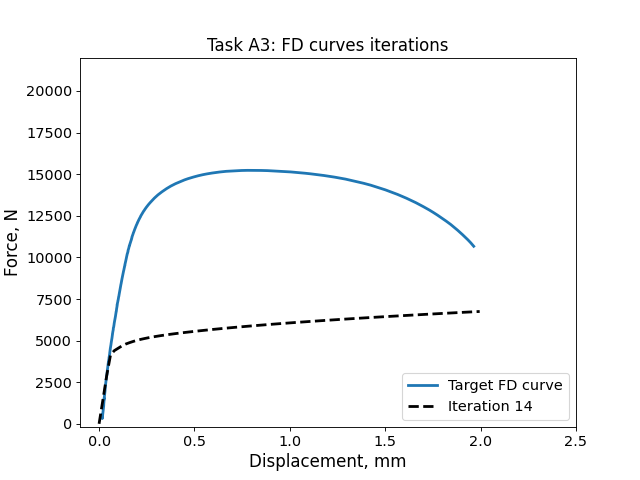 Task A3: FD curves iterations
20000
17500
15000
12500
10000
7500
5000
2500
0
Force, N
0.0 0.5 1.0 1.5 2.0 2.5
Displacement, mm
Target FD curve
Iteration 14